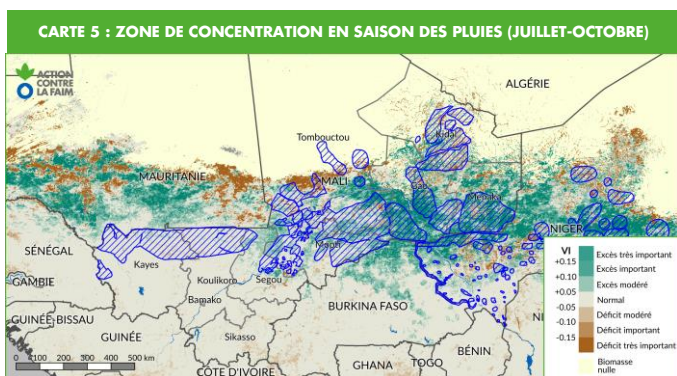 CARTE 5 : ZONE DE CONCENTRATION EN SAISON DES PLUIES (JUILLET-OCTOBRE)
ACTION
CONTRE
LA FAIM
ALGÉRIE
Tombouctou
Kidal
MAURITANIE
MALI
Gao
Ménaka
NIGER
SÉNÉGAL
Kayes
Mopti
Koulikoro
Ségou
GAMBIE
Bamako
BURKINA FASO
GUINÉE-BISSAU
GUINÉE
Sikasso
BÉNIN
NI
GHANA
TOGO
CÔTE D'IVOIRE
0 100 200 300 400 500 km
VI
+0.15
+0.10
+0.05
-0.05
-0.10
-0.15
Excès très important
Excès important
Excès modéré
Normal
Déficit modéré
Déficit important
Déficit très important
Biomasse
nulle